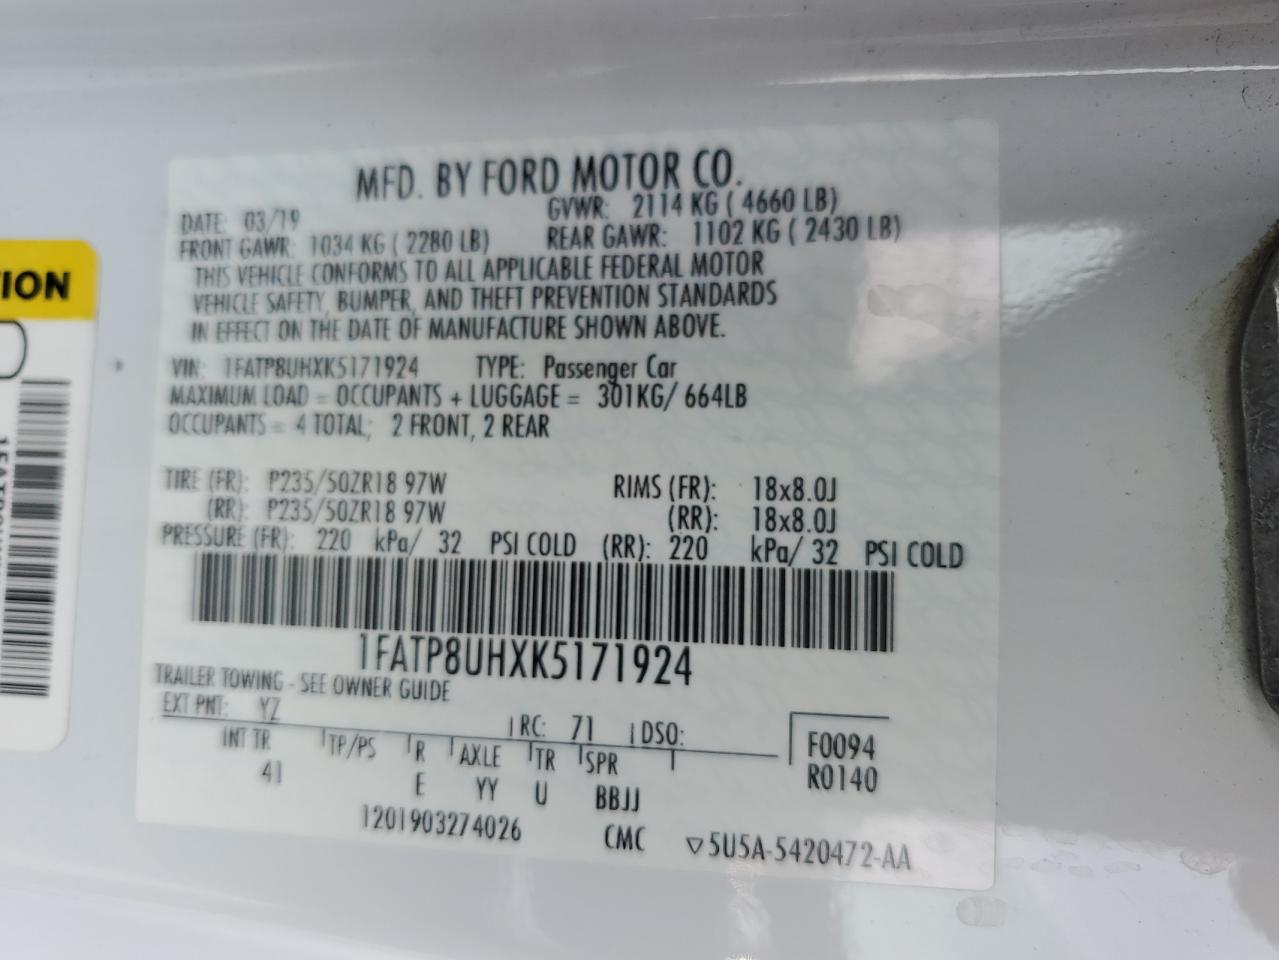 MFD. BY FORD MOTOR CO.
DATE: 03/19 GVWR: 2114 KG ( 4660 LB)
FRONT GAWR: 1034 KG ( 2280 LB) REAR GAWR: 1102 KG ( 2430 LB)
THIS VEHICLE CONFORMS TO ALL APPLICABLE FEDERAL MOTOR
VEHICLE SAFETY, BUMPER, AND THEFT PREVENTION STANDARDS
IN EFFECT ON THE DATE OF MANUFACTURE SHOWN ABOVE.
VIN: 1FATP8UHXK5171924 TYPE: Passenger Car
MAXIMUM LOAD = OCCUPANTS + LUGGAGE = 301KG/ 664LB
OCCUPANTS = 4 TOTAL; 2 FRONT, 2 REAR
TIRE (FR): P235/50ZR18 97W RIMS (FR): 18x8.0J
(RR): P235/50ZR18 97W (RR): 18x8.0J
PRESSURE (FR): 220 kPa/ 32 PSI COLD (RR): 220 kPa/ 32 PSI COLD
1FATP8UHXK5171924
TRAILER TOWING - SEE OWNER GUIDE
EXT PNT: YZ RC: 71 DSO:
INT TR TP/PS R AXLE TR SPR F0094
41 E YY U BBJJ R0140
1201903274026 CMC ▽5U5A-5420472-AA
TION